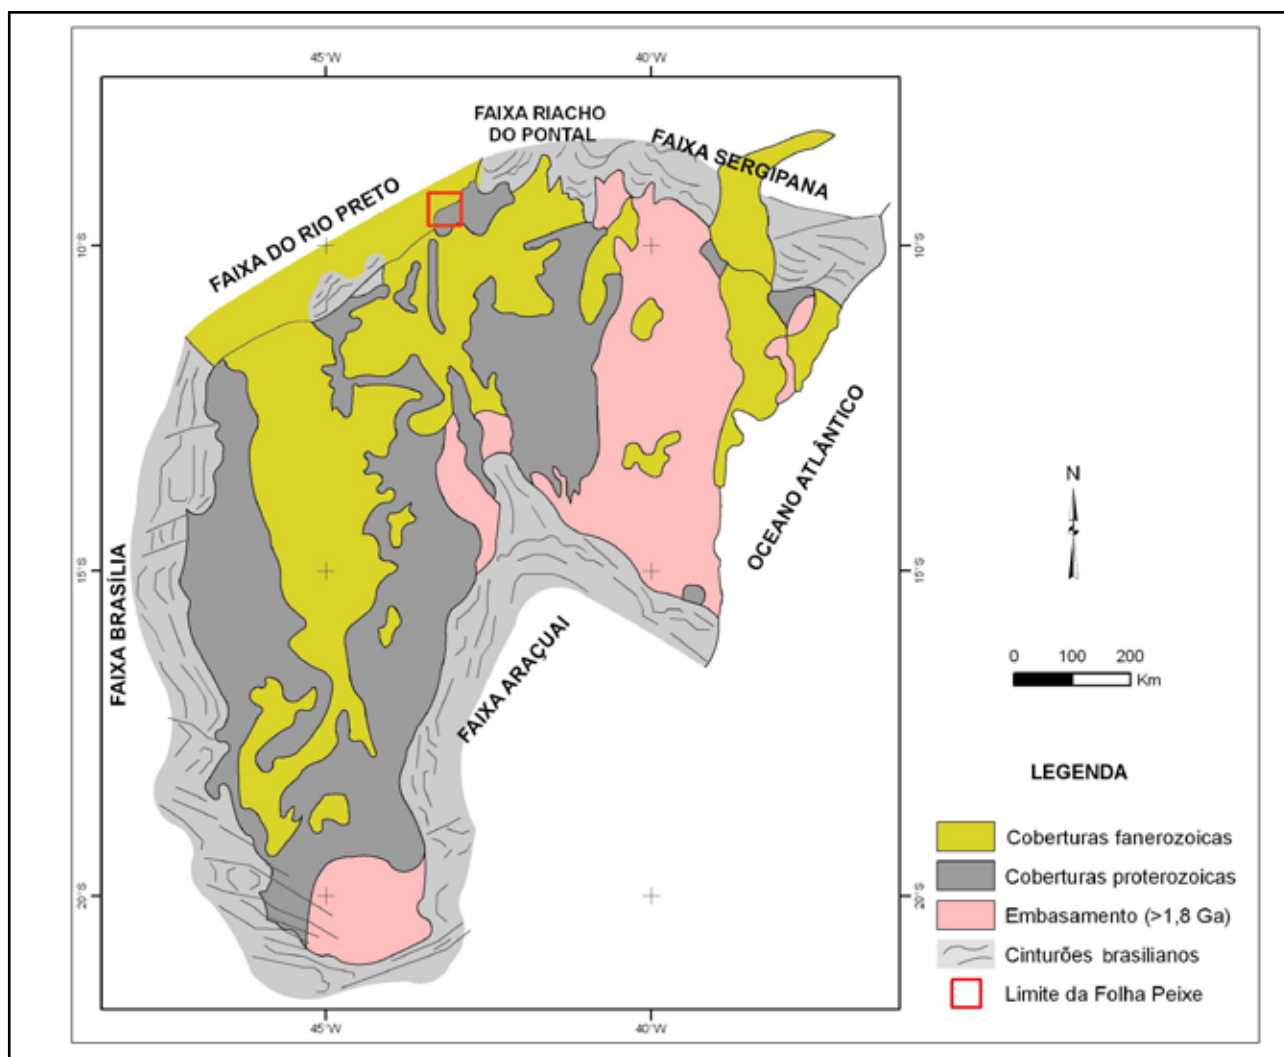 45°W
40°W
FAIXA RIACHO
DO PONTAL
FAIXA SERGIPANA
FAIXA DO RIO PRETO
10°S
10°S
OCEANO ATLÂNTICO
N
15°S
15°S
FAIXA BRASÍLIA
FAIXA ARAÇUAI
0 100 200
Km
LEGENDA
Coberturas fanerozoicas
Coberturas proterozoicas
20°S
20°S
Embasamento (>1,8 Ga)
Cinturões brasilianos
Limite da Folha Peixe
45°W
40°W